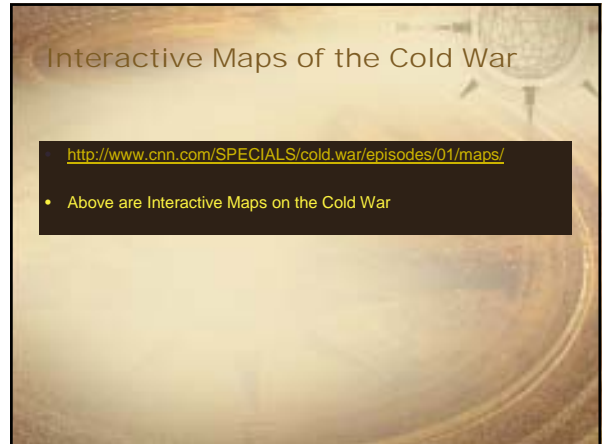 Interactive Maps of the Cold War
• http://www.cnn.com/SPECIALS/cold.war/episodes/01/maps/
• Above are Interactive Maps on the Cold War